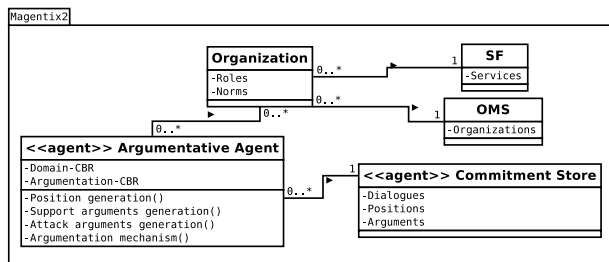 Magentix2
Organization
-Roles
-Norms
0..*
1
SF
-Services
0..*
1
OMS
-Organizations
0..*
0..*
<<agent>> Argumentative Agent
-Domain-CBR
-Argumentation-CBR
-Position generation()
-Support arguments generation()
-Attack arguments generation()
-Argumentation mechanism()
0..*
1
<<agent>> Commitment Store
-Dialogues
-Positions
-Arguments